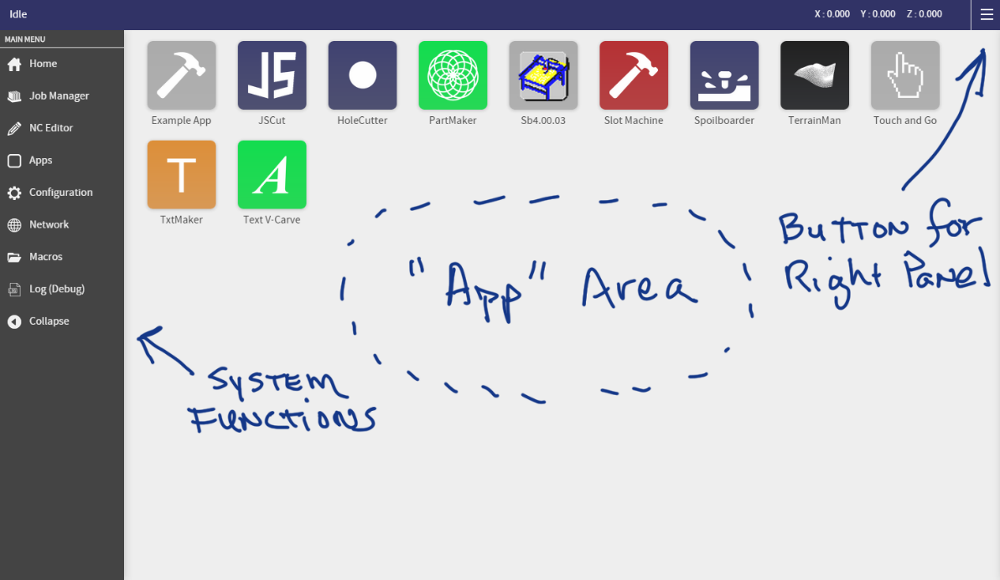 Idle
X : 0.000 Y : 0.000 Z : 0.000
MAIN MENU
Home
Job Manager
NC Editor
Apps
Configuration
Network
Macros
Log (Debug)
Collapse
JS
T
A
Example App JSCut HoleCutter PartMaker Sb4.00.03 Slot Machine Spoilboarder TerrainMan Touch and Go
TxtMaker Text V-Carve
Button for
Right Panel
"App" Area
System
Functions